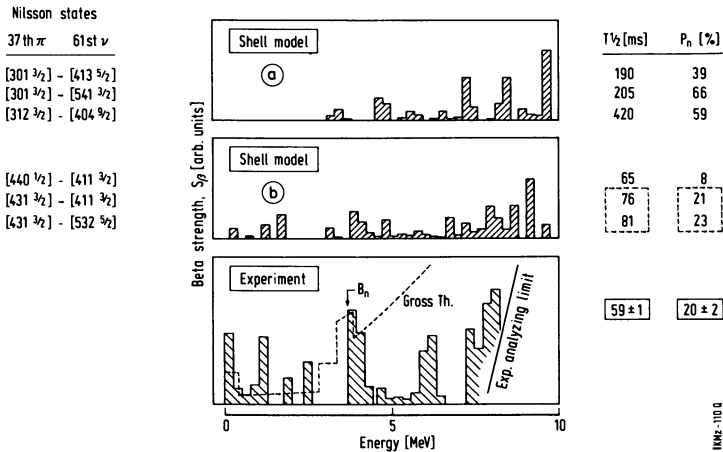 Nilsson states
37th π 61st ν
T½ [ms] Pn [%]
[301 3/2] - [413 5/2]
[301 3/2] - [541 3/2]
[312 3/2] - [404 9/2]
Shell model
a
190 39
205 66
420 59
[440 1/2] - [411 3/2]
[431 3/2] - [411 3/2]
[431 3/2] - [532 5/2]
Shell model
b
65 8
76 21
81 23
Beta strength, Sβ [arb. units]
Experiment
Bn
Gross Th.
Exp. analyzing limit
59 ± 1 20 ± 2
0 5 10
Energy [MeV]
IKMz - 110 Q